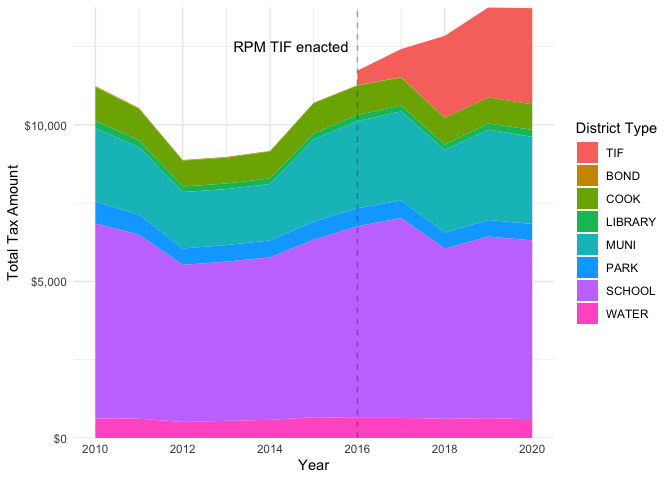 RPM TIF enacted
$10,000
$5,000
$0
Total Tax Amount
2010
2012
2014
2016
2018
2020
Year
District Type
TIF
BOND
COOK
LIBRARY
MUNI
PARK
SCHOOL
WATER